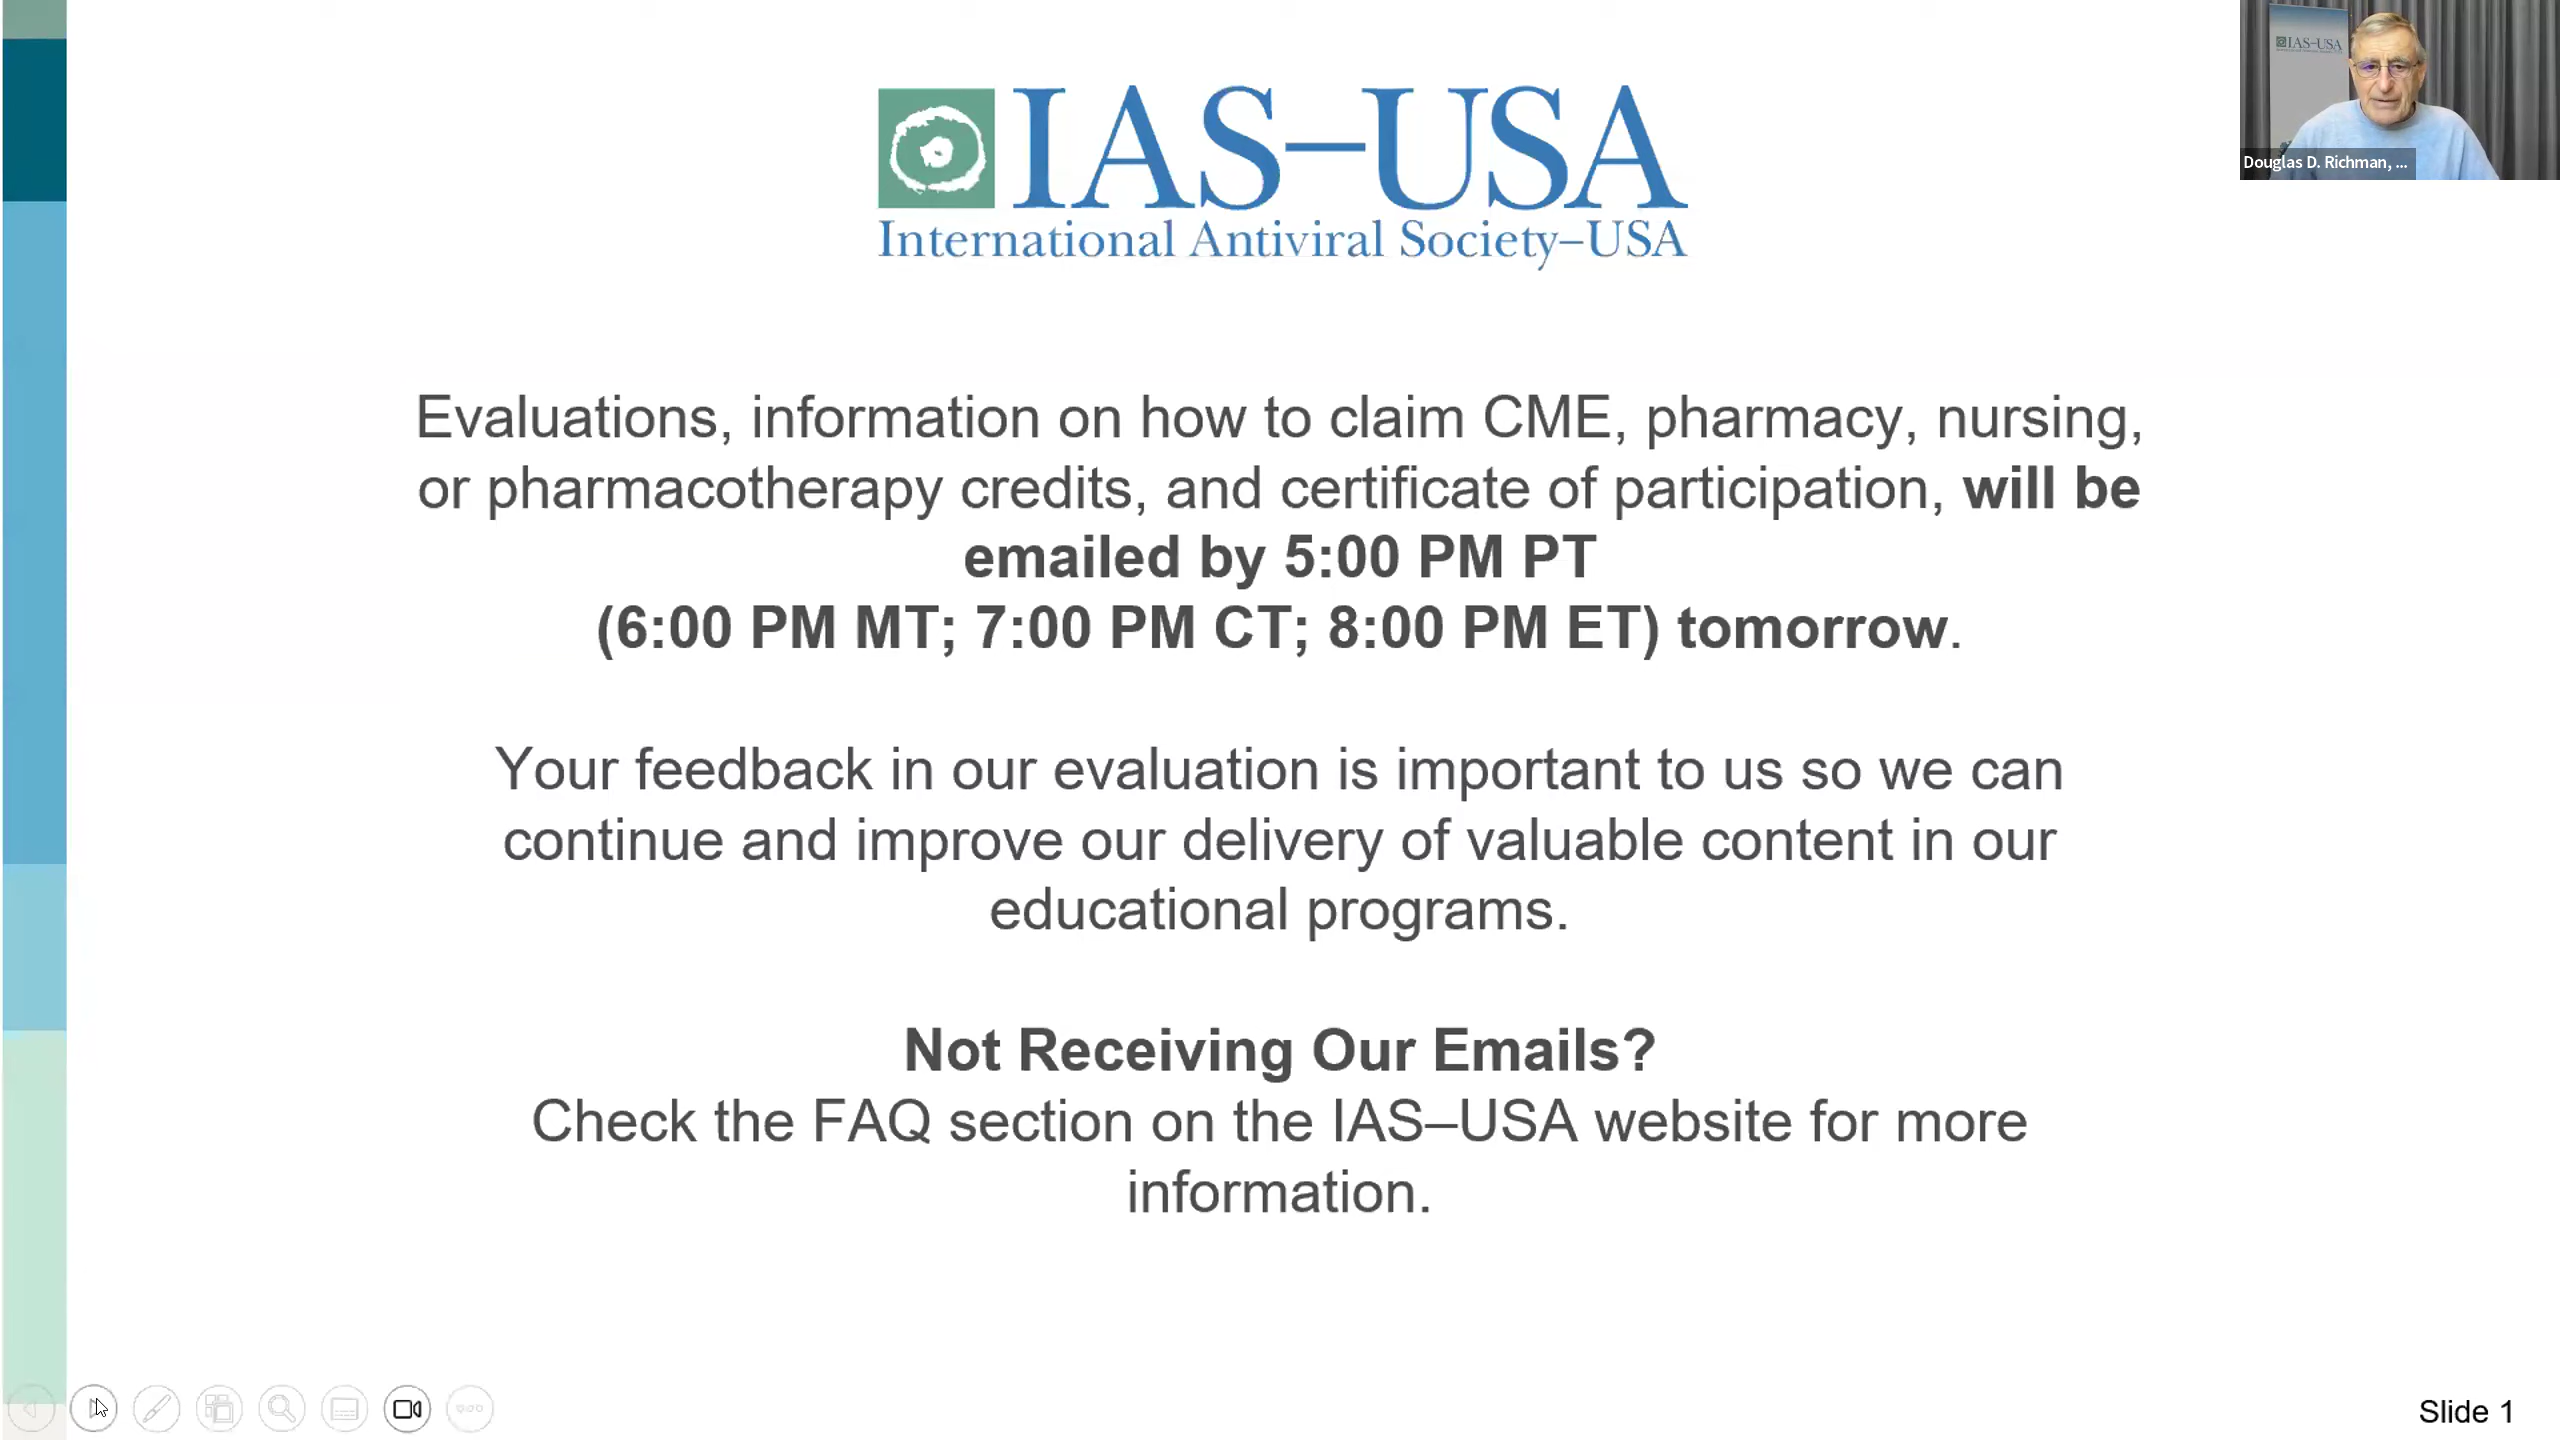 IAS–USA
International Antiviral Society–USA
IAS–USA
Douglas D. Richman, ...
Evaluations, information on how to claim CME, pharmacy, nursing,
or pharmacotherapy credits, and certificate of participation, will be
emailed by 5:00 PM PT
(6:00 PM MT; 7:00 PM CT; 8:00 PM ET) tomorrow.
Your feedback in our evaluation is important to us so we can
continue and improve our delivery of valuable content in our
educational programs.
Not Receiving Our Emails?
Check the FAQ section on the IAS–USA website for more
information.
Slide 1